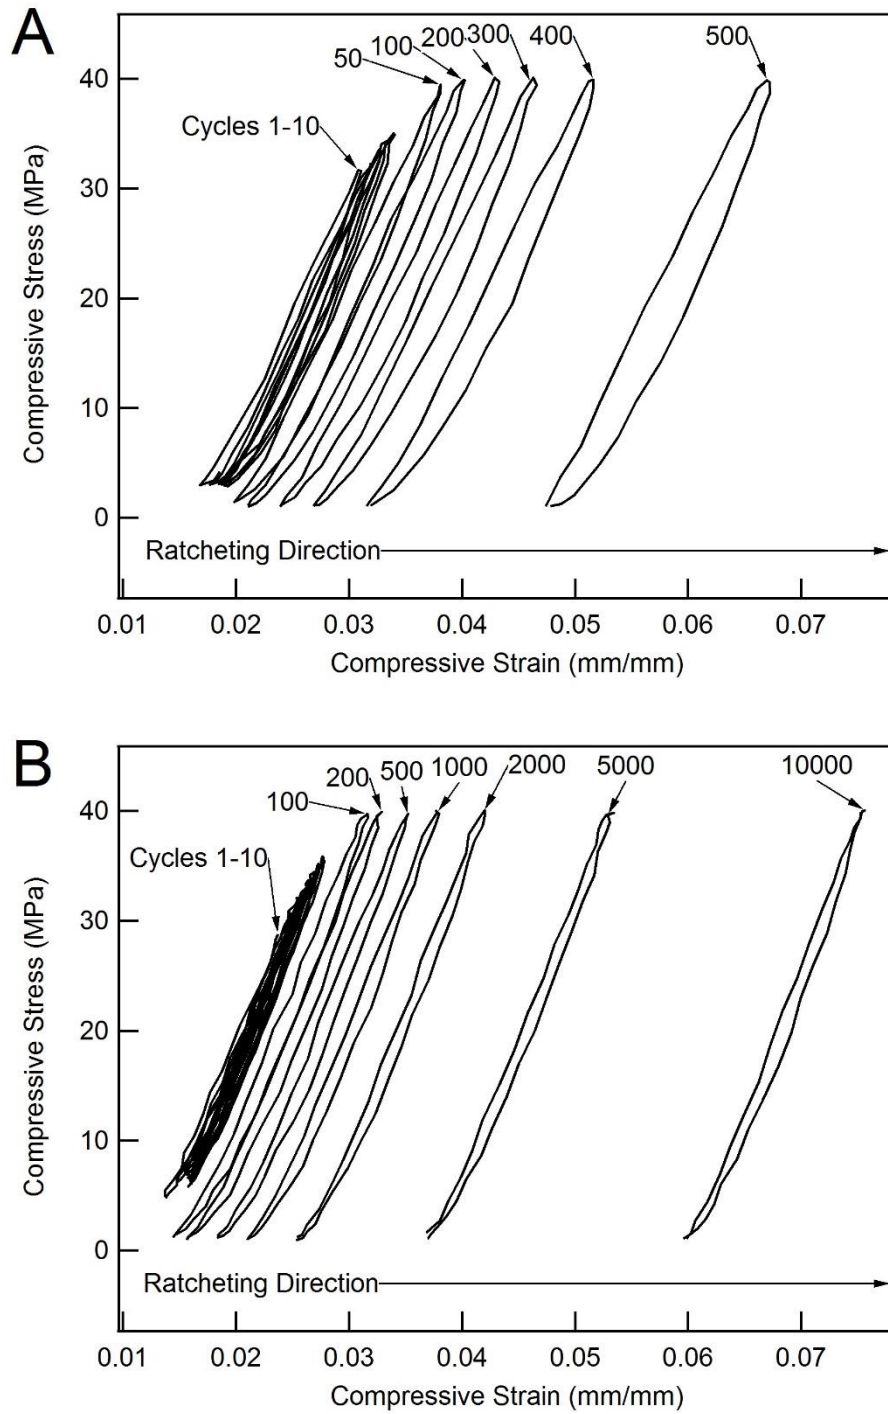 A
50
100
200
300
400
500
Cycles 1-10
40
30
20
10
0
Compressive Stress (MPa)
Ratcheting Direction
0.01 0.02 0.03 0.04 0.05 0.06 0.07
Compressive Strain (mm/mm)
B
100
200
500
1000
2000
5000
10000
Cycles 1-10
40
30
20
10
0
Compressive Stress (MPa)
Ratcheting Direction
0.01 0.02 0.03 0.04 0.05 0.06 0.07
Compressive Strain (mm/mm)